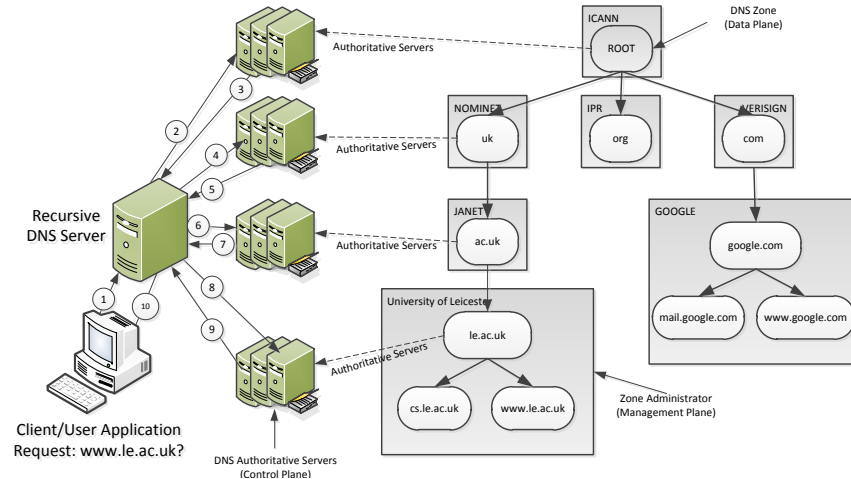 ICANN
DNS Zone
(Data Plane)
ROOT
Authoritative Servers
3
2
NOMINET
IPR
VERISIGN
uk
org
com
Authoritative Servers
4
5
Recursive
DNS Server
JANET
GOOGLE
6
7
Authoritative Servers
ac.uk
google.com
8
1
10
9
mail.google.com
www.google.com
University of Leicester
le.ac.uk
Authoritative Servers
cs.le.ac.uk
www.le.ac.uk
Zone Administrator
(Management Plane)
Client/User Application
Request: www.le.ac.uk?
DNS Authoritative Servers
(Control Plane)